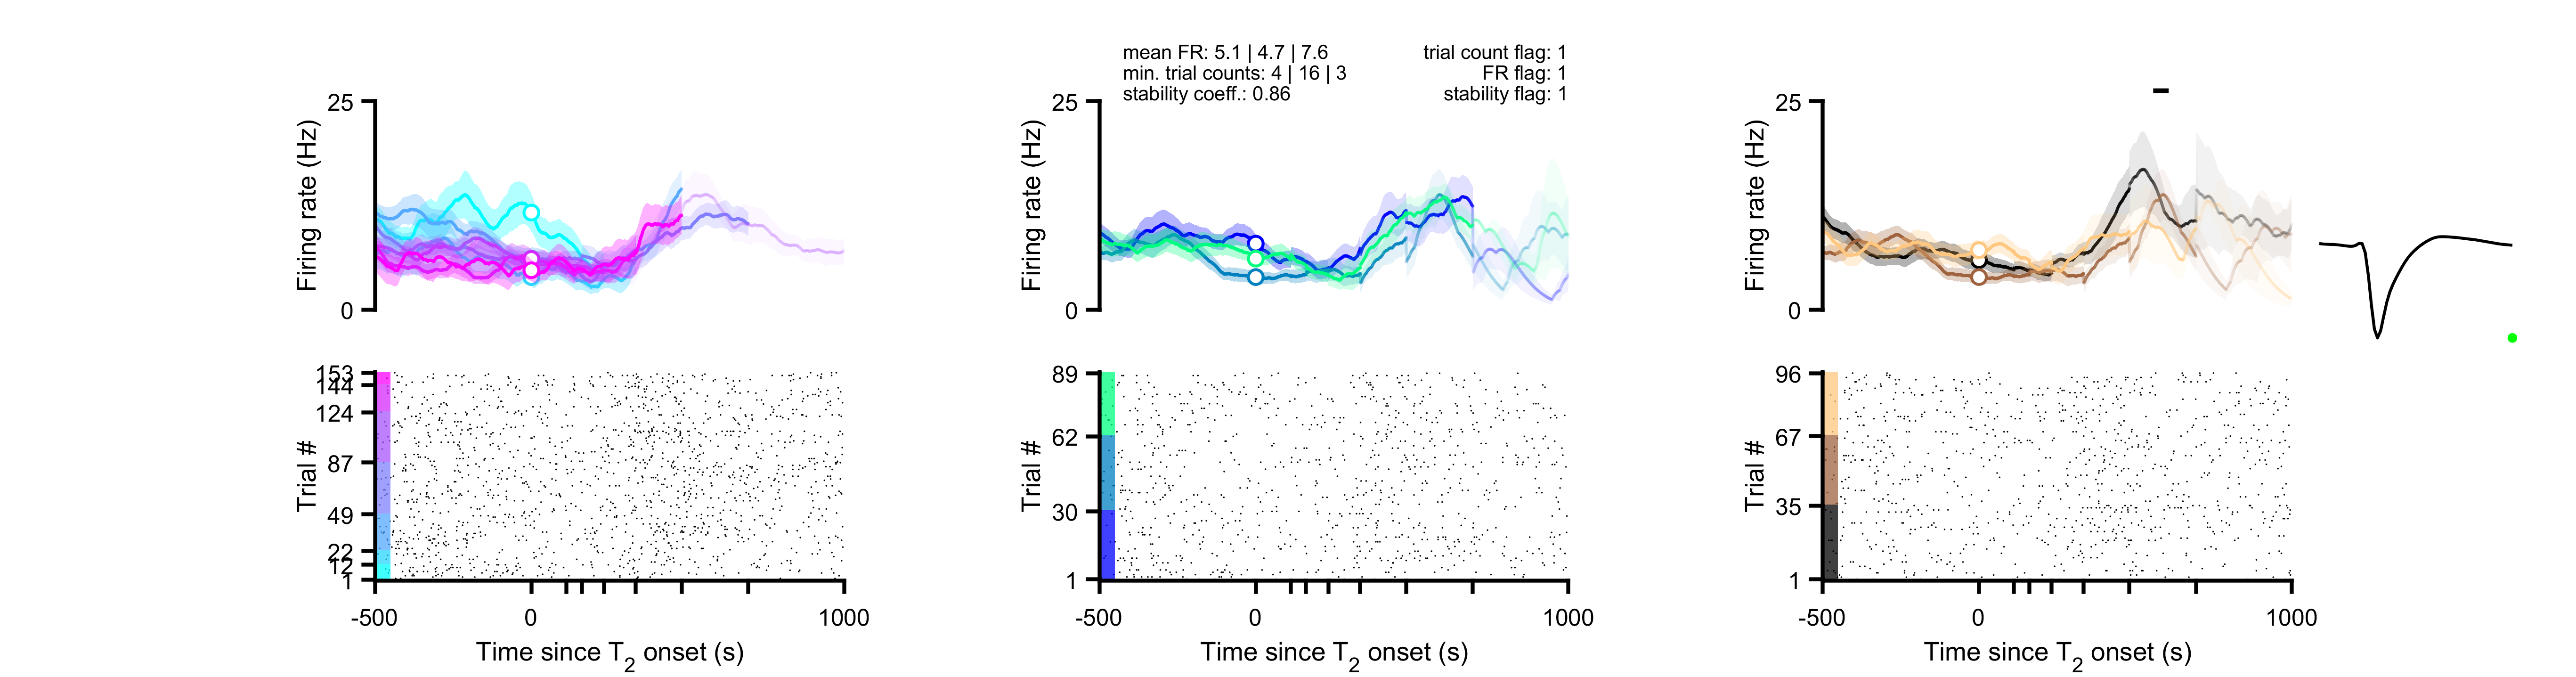 mean FR: 5.1 | 4.7 | 7.6
min. trial counts: 4 | 16 | 3
stability coeff.: 0.86
trial count flag: 1
FR flag: 1
stability flag: 1
25
0
Firing rate (Hz)
25
0
Firing rate (Hz)
25
0
Firing rate (Hz)
153
144
124
87
49
22
12
1
Trial #
-500
0
1000
Time since T2 onset (s)
89
62
30
1
Trial #
-500
0
1000
Time since T2 onset (s)
96
67
35
1
Trial #
-500
0
1000
Time since T2 onset (s)